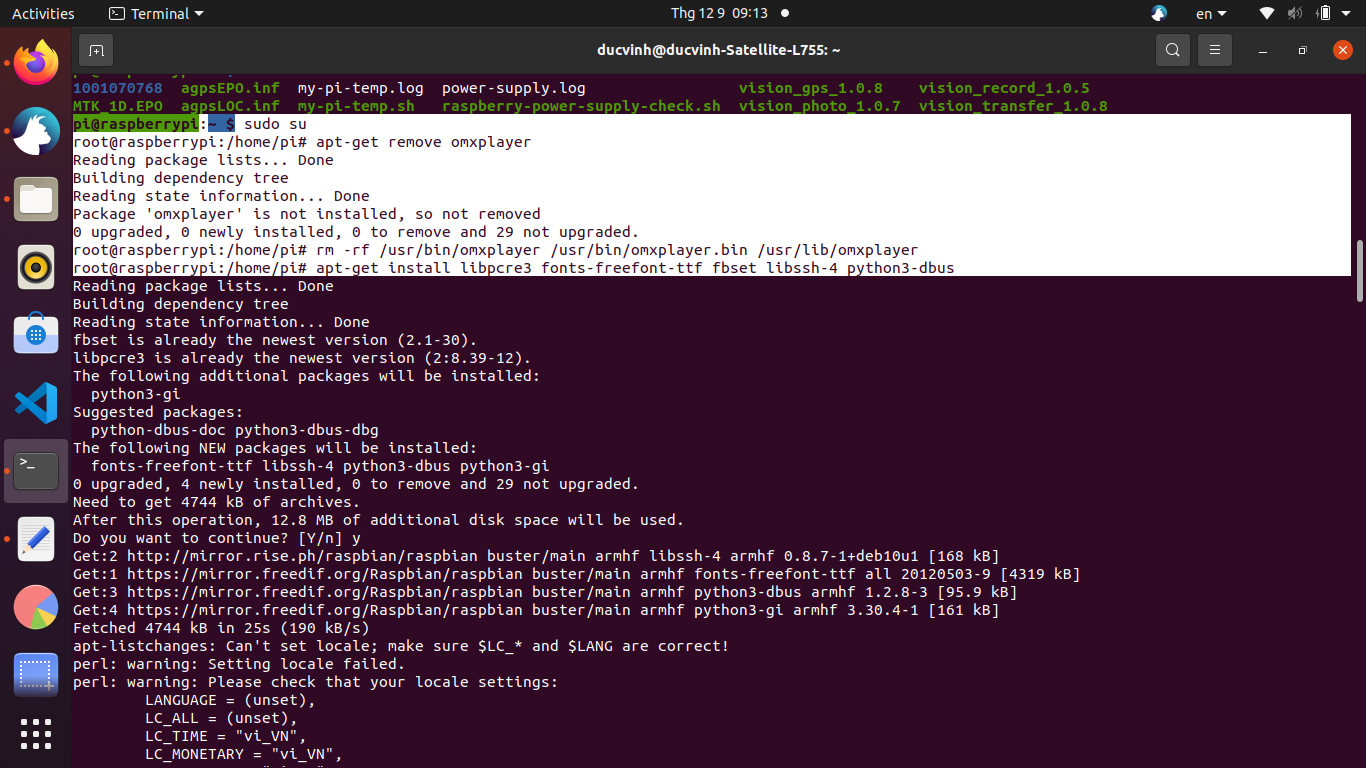 Activities Terminal Thg 12 9 09:13 en
ducvinh@ducvinh-Satellite-L755: ~
1001070768 agpsEPO.inf my-pi-temp.log power-supply.log vision_gps_1.0.8 vision_record_1.0.5
MTK_1D.EPO agpsLOC.inf my-pi-temp.sh raspberry-power-supply-check.sh vision_photo_1.0.7 vision_transfer_1.0.8
pi@raspberrypi:~ $ sudo su
root@raspberrypi:/home/pi# apt-get remove omxplayer
Reading package lists... Done
Building dependency tree
Reading state information... Done
Package 'omxplayer' is not installed, so not removed
0 upgraded, 0 newly installed, 0 to remove and 29 not upgraded.
root@raspberrypi:/home/pi# rm -rf /usr/bin/omxplayer /usr/bin/omxplayer.bin /usr/lib/omxplayer
root@raspberrypi:/home/pi# apt-get install libpcre3 fonts-freefont-ttf fbset libssh-4 python3-dbus
Reading package lists... Done
Building dependency tree
Reading state information... Done
fbset is already the newest version (2.1-30).
libpcre3 is already the newest version (2:8.39-12).
The following additional packages will be installed:
python3-gi
Suggested packages:
python-dbus-doc python3-dbus-dbg
The following NEW packages will be installed:
fonts-freefont-ttf libssh-4 python3-dbus python3-gi
0 upgraded, 4 newly installed, 0 to remove and 29 not upgraded.
Need to get 4744 kB of archives.
After this operation, 12.8 MB of additional disk space will be used.
Do you want to continue? [Y/n] y
Get:2 http://mirror.rise.ph/raspbian/raspbian buster/main armhf libssh-4 armhf 0.8.7-1+deb10u1 [168 kB]
Get:1 https://mirror.freedif.org/Raspbian/raspbian buster/main armhf fonts-freefont-ttf all 20120503-9 [4319 kB]
Get:3 https://mirror.freedif.org/Raspbian/raspbian buster/main armhf python3-dbus armhf 1.2.8-3 [95.9 kB]
Get:4 https://mirror.freedif.org/Raspbian/raspbian buster/main armhf python3-gi armhf 3.30.4-1 [161 kB]
Fetched 4744 kB in 25s (190 kB/s)
apt-listchanges: Can't set locale; make sure $LC_* and $LANG are correct!
perl: warning: Setting locale failed.
perl: warning: Please check that your locale settings:
LANGUAGE = (unset),
LC_ALL = (unset),
LC_TIME = "vi_VN",
LC_MONETARY = "vi_VN",